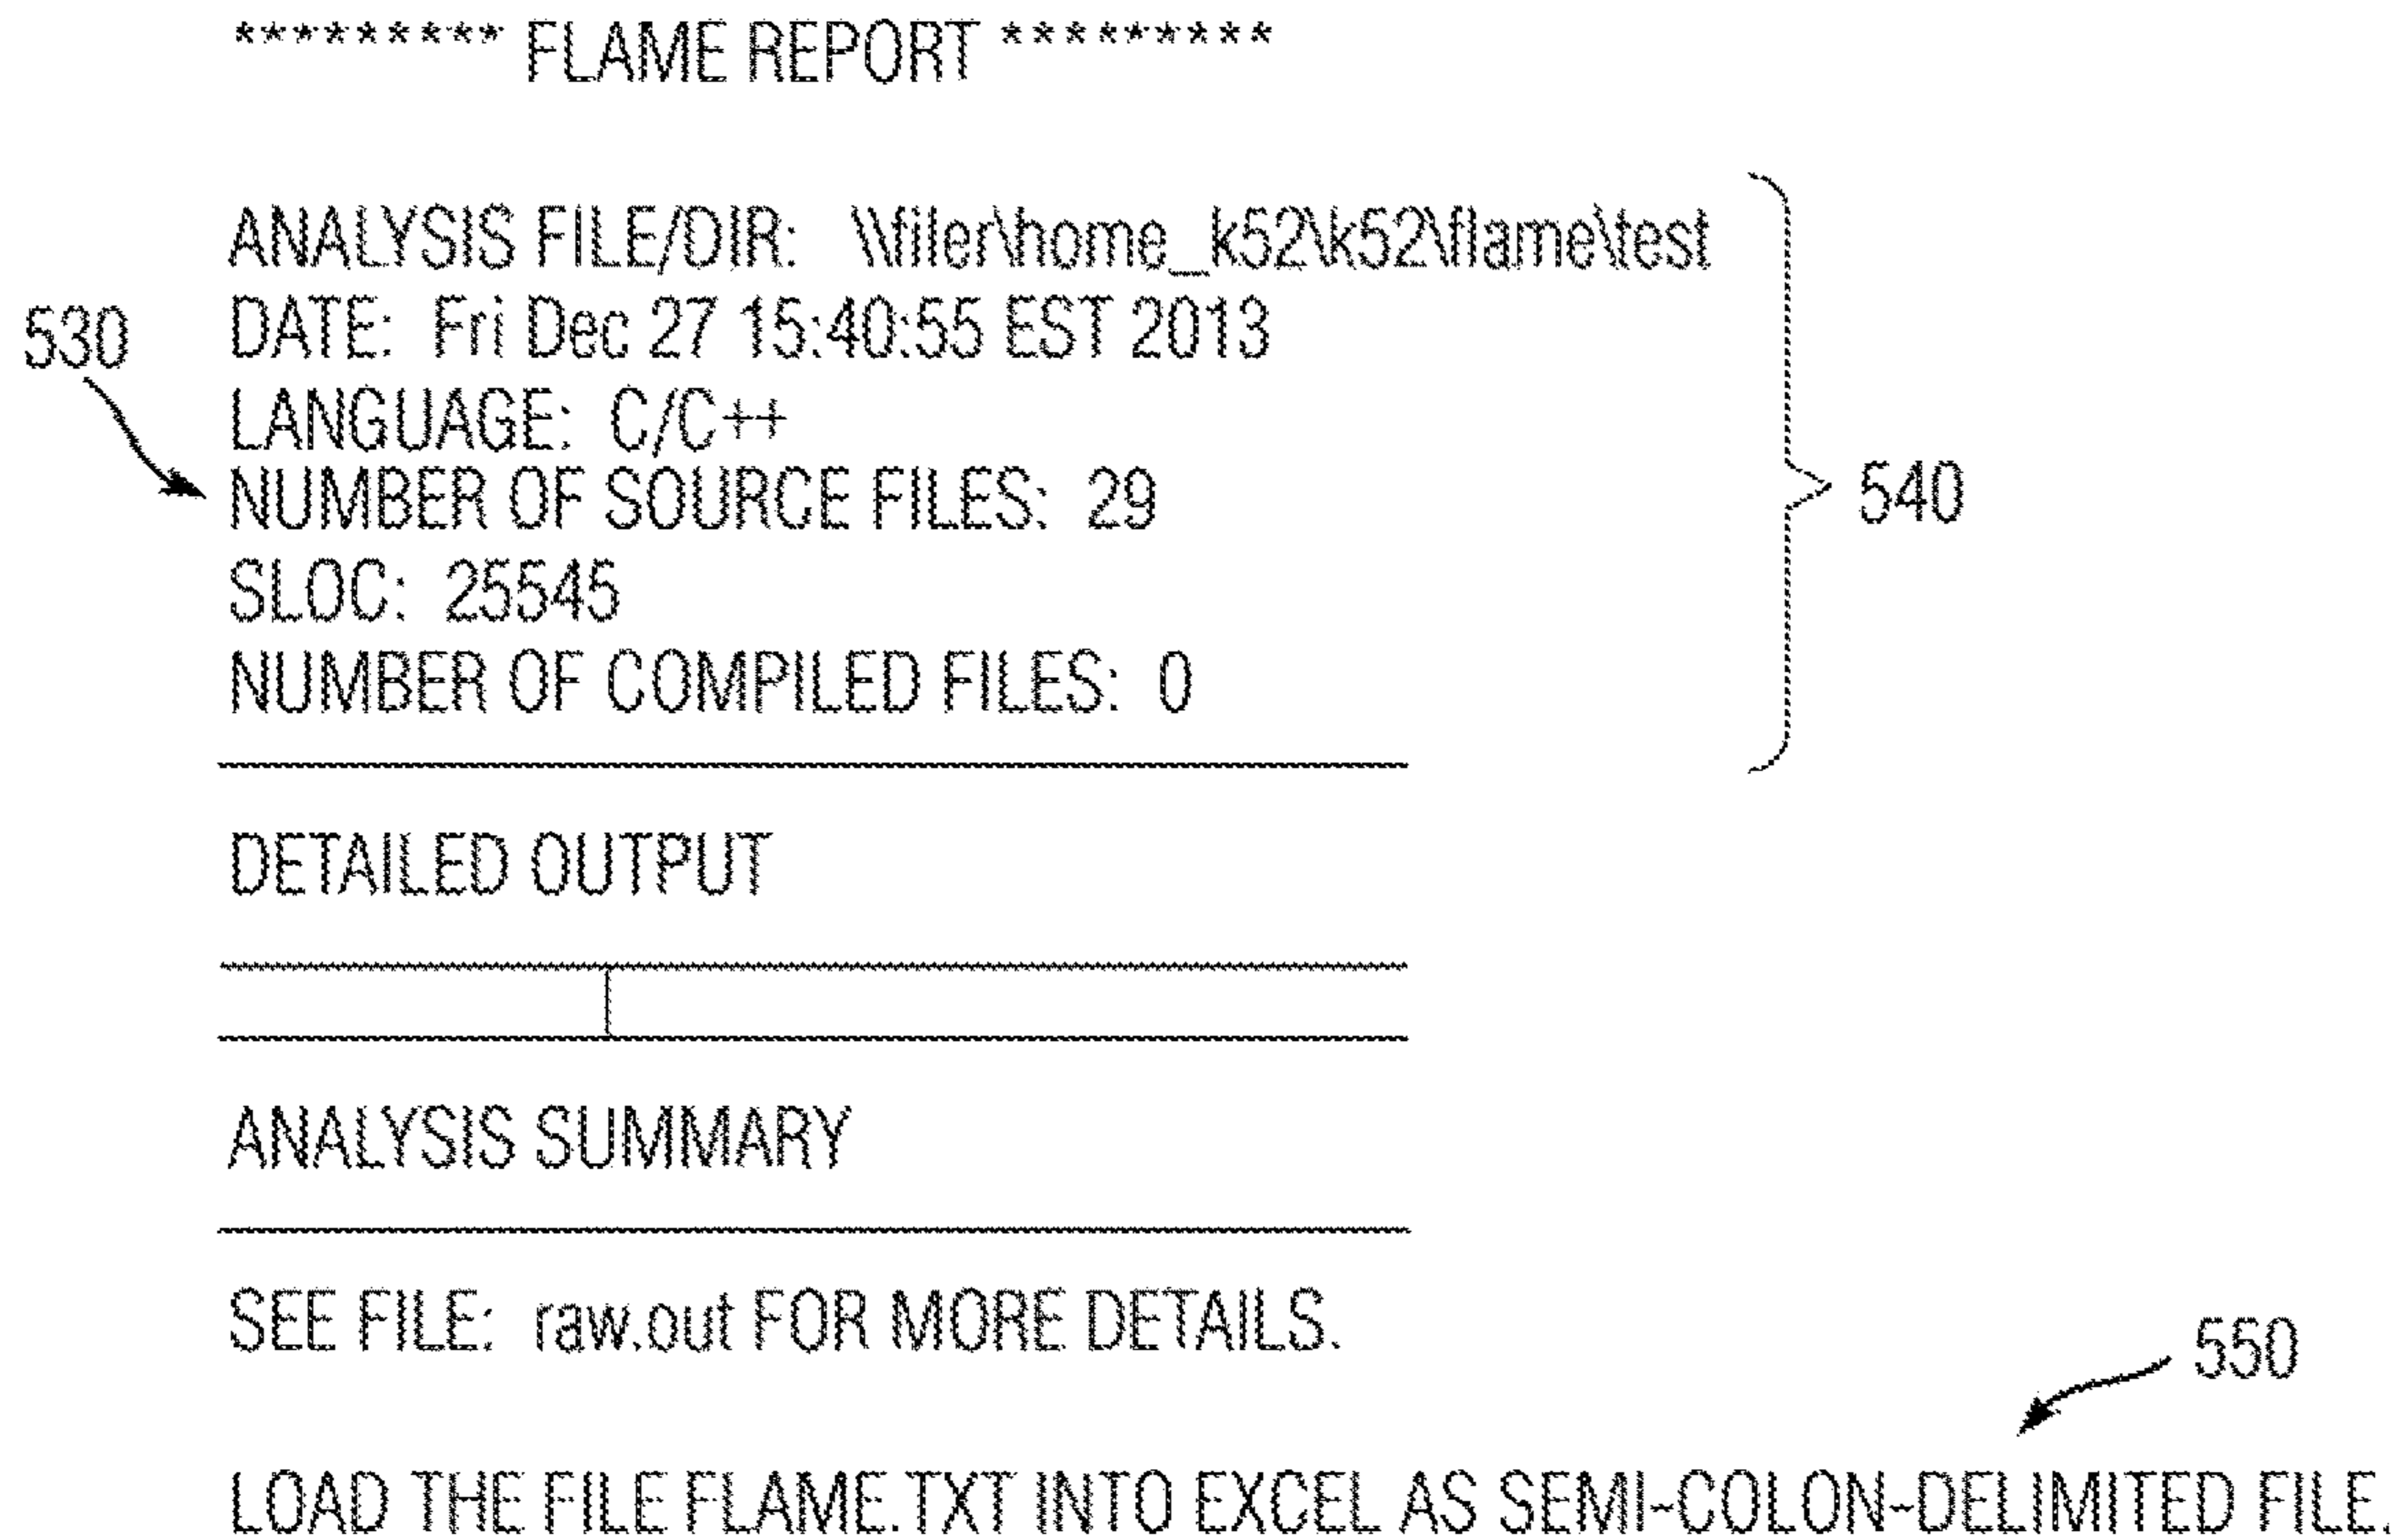 ********* FLAME REPORT *********
ANALYSIS FILE/DIR: \\filer\home_k52\k52\flame\test
530
DATE: Fri Dec 27 15:40:55 EST 2013
LANGUAGE: C/C++
NUMBER OF SOURCE FILES: 29
540
SLOC: 25545
NUMBER OF COMPILED FILES: 0
DETAILED OUTPUT
ANALYSIS SUMMARY
SEE FILE: raw.out FOR MORE DETAILS.
550
LOAD THE FILE FLAME.TXT INTO EXCEL AS SEMI-COLON-DELIMITED FILE.